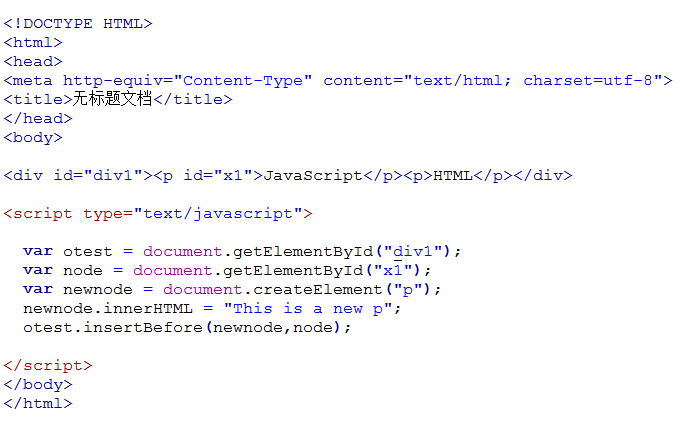 <!DOCTYPE HTML>
<html>
<head>
<meta http-equiv="Content-Type" content="text/html; charset=utf-8">
<title>无标题文档</title>
</head>
<body>
<div id="div1"><p id="x1">JavaScript</p><p>HTML</p></div>
<script type="text/javascript">
var otest = document.getElementById("div1");
var node = document.getElementById("x1");
var newnode = document.createElement("p");
newnode.innerHTML = "This is a new p";
otest.insertBefore(newnode,node);
</script>
</body>
</html>